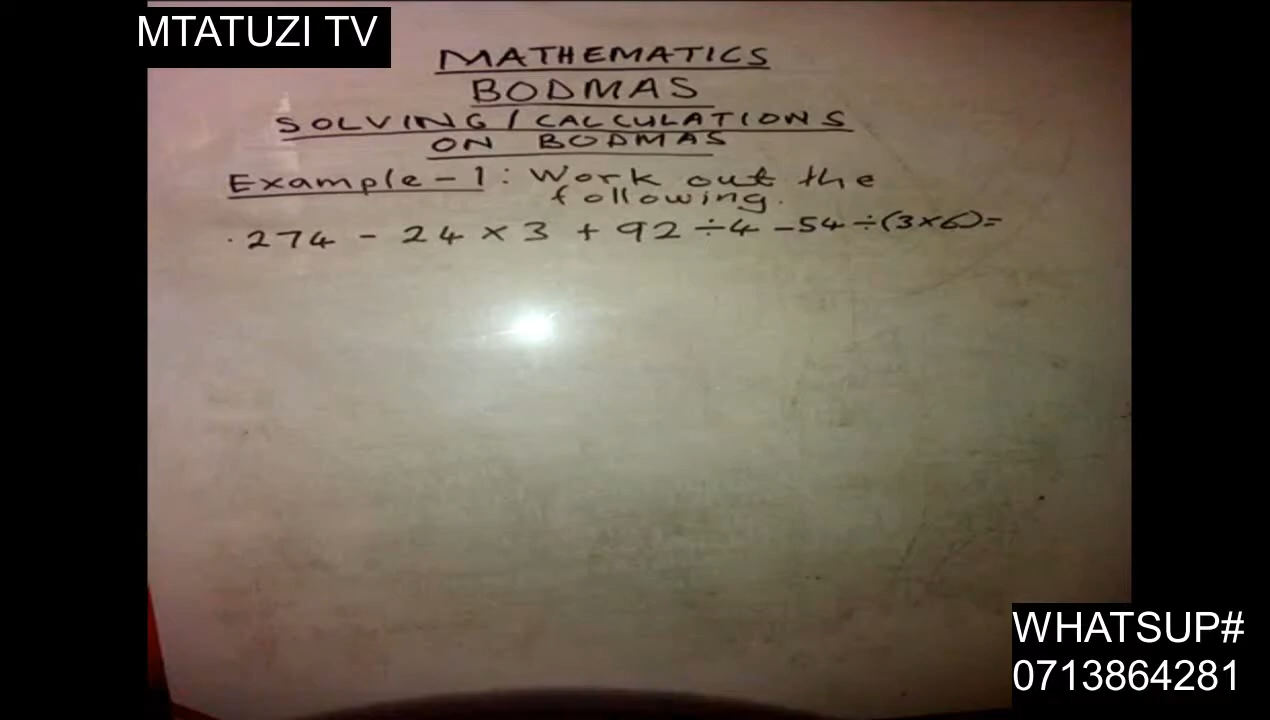 MTATUZI TV
MATHEMATICS
BODMAS
SOLVING/CALCULATIONS
ON BODMAS
Example-1: Work out the
following.
274 - 24 × 3 + 92 ÷ 4 - 54 ÷ (3×6)=
WHATSUP#
0713864281